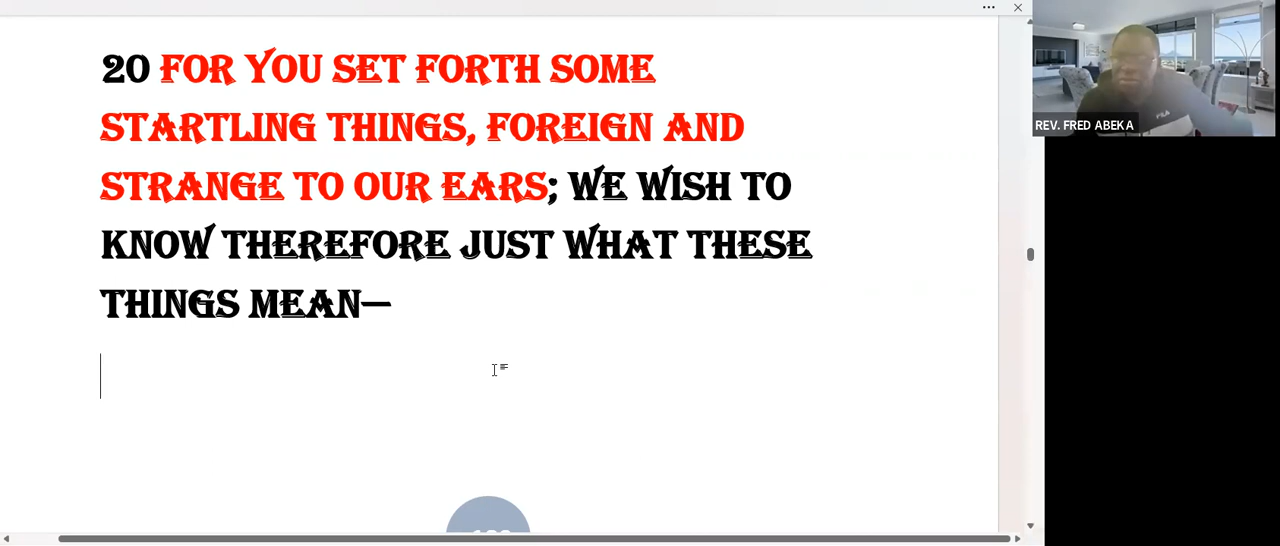 20 FOR YOU SET FORTH SOME
STARTLING THINGS, FOREIGN AND
STRANGE TO OUR EARS; WE WISH TO
KNOW THEREFORE JUST WHAT THESE
THINGS MEAN—
FILA
REV. FRED ABEKA